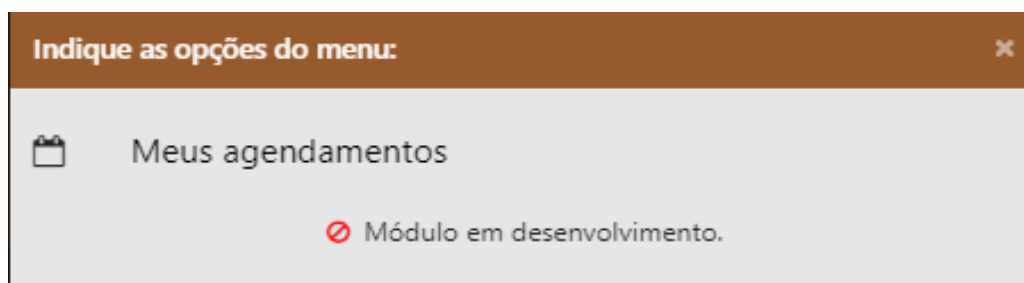 Indique as opções do menu:
Meus agendamentos
Módulo em desenvolvimento.